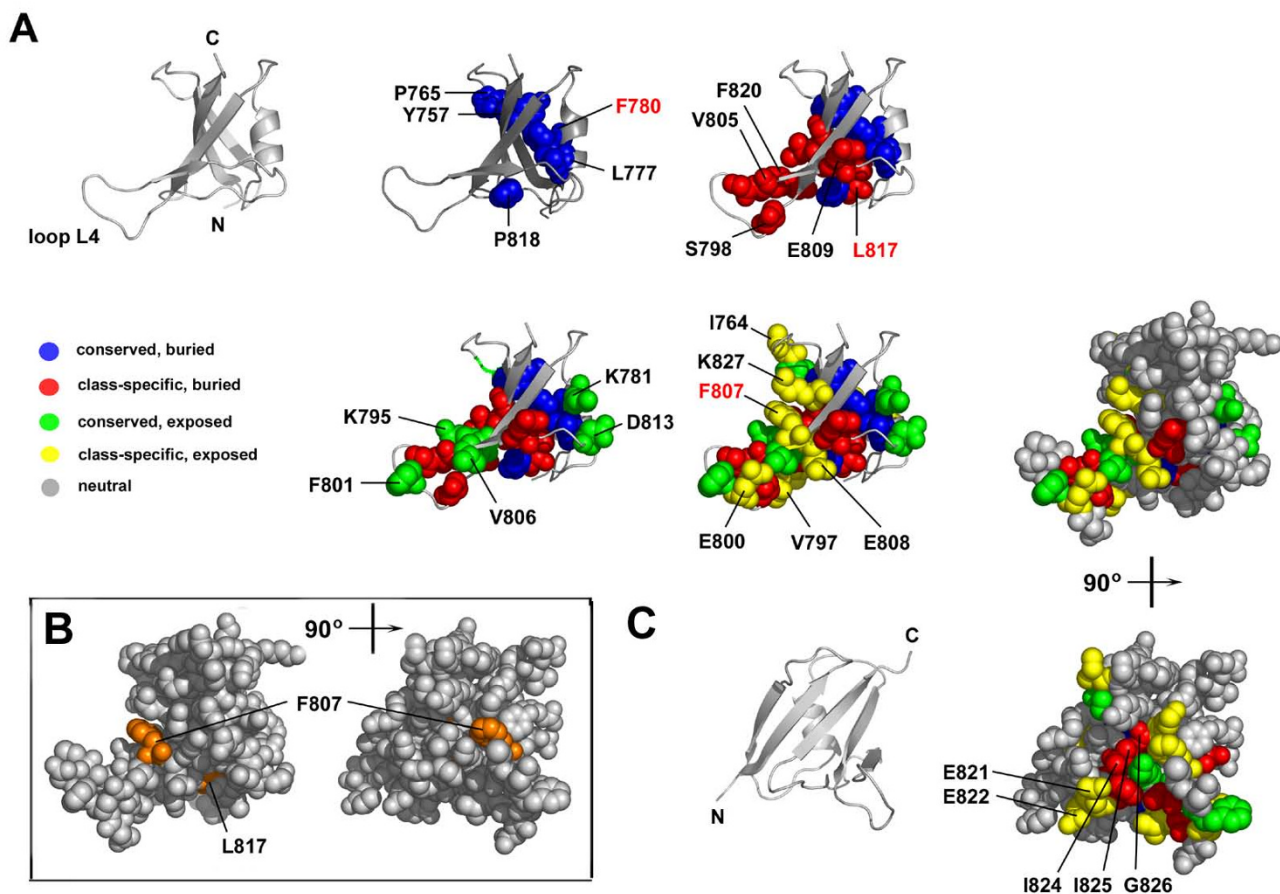 A
C
N
loop L4
P765
Y757
F780
L777
P818
F820
V805
S798
E809
L817
conserved, buried
class-specific, buried
conserved, exposed
class-specific, exposed
neutral
K781
K795
D813
F801
V806
I764
K827
F807
E800
V797
E808
90°
B
90°
F807
L817
C
C
N
E821
E822
I824
I825
G826